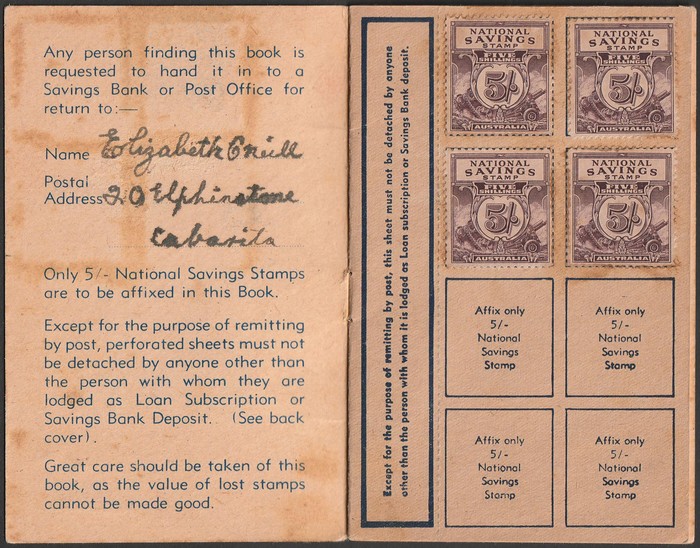 Any person finding this book is
requested to hand it in to a
Savings Bank or Post Office for
return to:—
Name Elizabeth Oneill
Postal
Address 20 Elphinstone
Cabarita
Only 5/- National Savings Stamps
are to be affixed in this Book.
Except for the purpose of remitting
by post, perforated sheets must not
be detached by anyone other than
the person with whom they are
lodged as Loan Subscription or
Savings Bank Deposit. (See back
cover).
Great care should be taken of this
book, as the value of lost stamps
cannot be made good.
Except for the purpose of remitting by post, this sheet must not be detached by anyone
other than the person with whom it is lodged as Loan subscription or Savings Bank deposit.
NATIONAL
SAVINGS
STAMP
FIVE
SHILLINGS
5/-
AUSTRALIA
NATIONAL
SAVINGS
STAMP
FIVE
SHILLINGS
5/-
AUSTRALIA
NATIONAL
SAVINGS
STAMP
FIVE
SHILLINGS
5/-
AUSTRALIA
NATIONAL
SAVINGS
STAMP
FIVE
SHILLINGS
5/-
AUSTRALIA
Affix only
5/-
National
Savings
Stamp
Affix only
5/-
National
Savings
Stamp
Affix only
5/-
National
Savings
Stamp
Affix only
5/-
National
Savings
Stamp